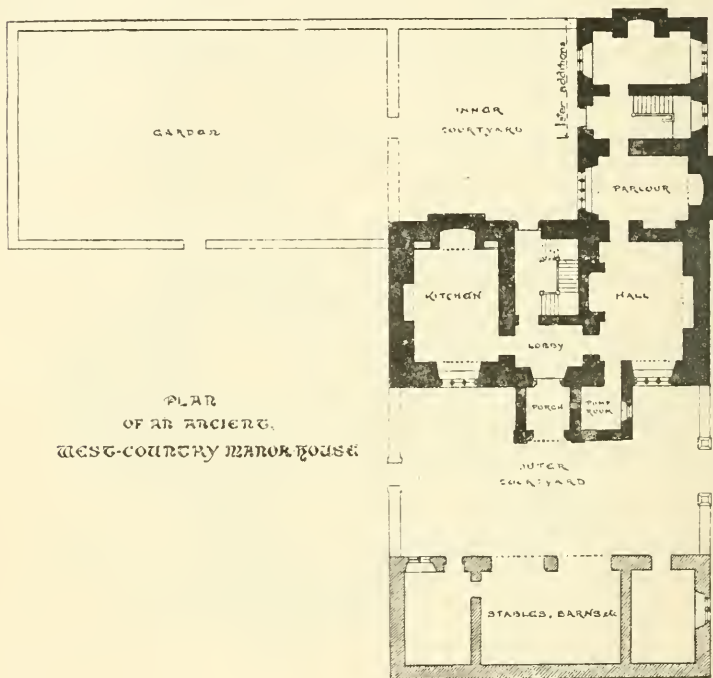 GARDEN
INNER
COURTYARD
Later additions
PARLOUR
KITCHEN
HALL
LOBBY
PORCH
PUMP
ROOM
PLAN
OF AN ANCIENT,
WEST-COUNTRY MANOR HOUSE
OUTER
COURTYARD
STABLES, BARNS &c